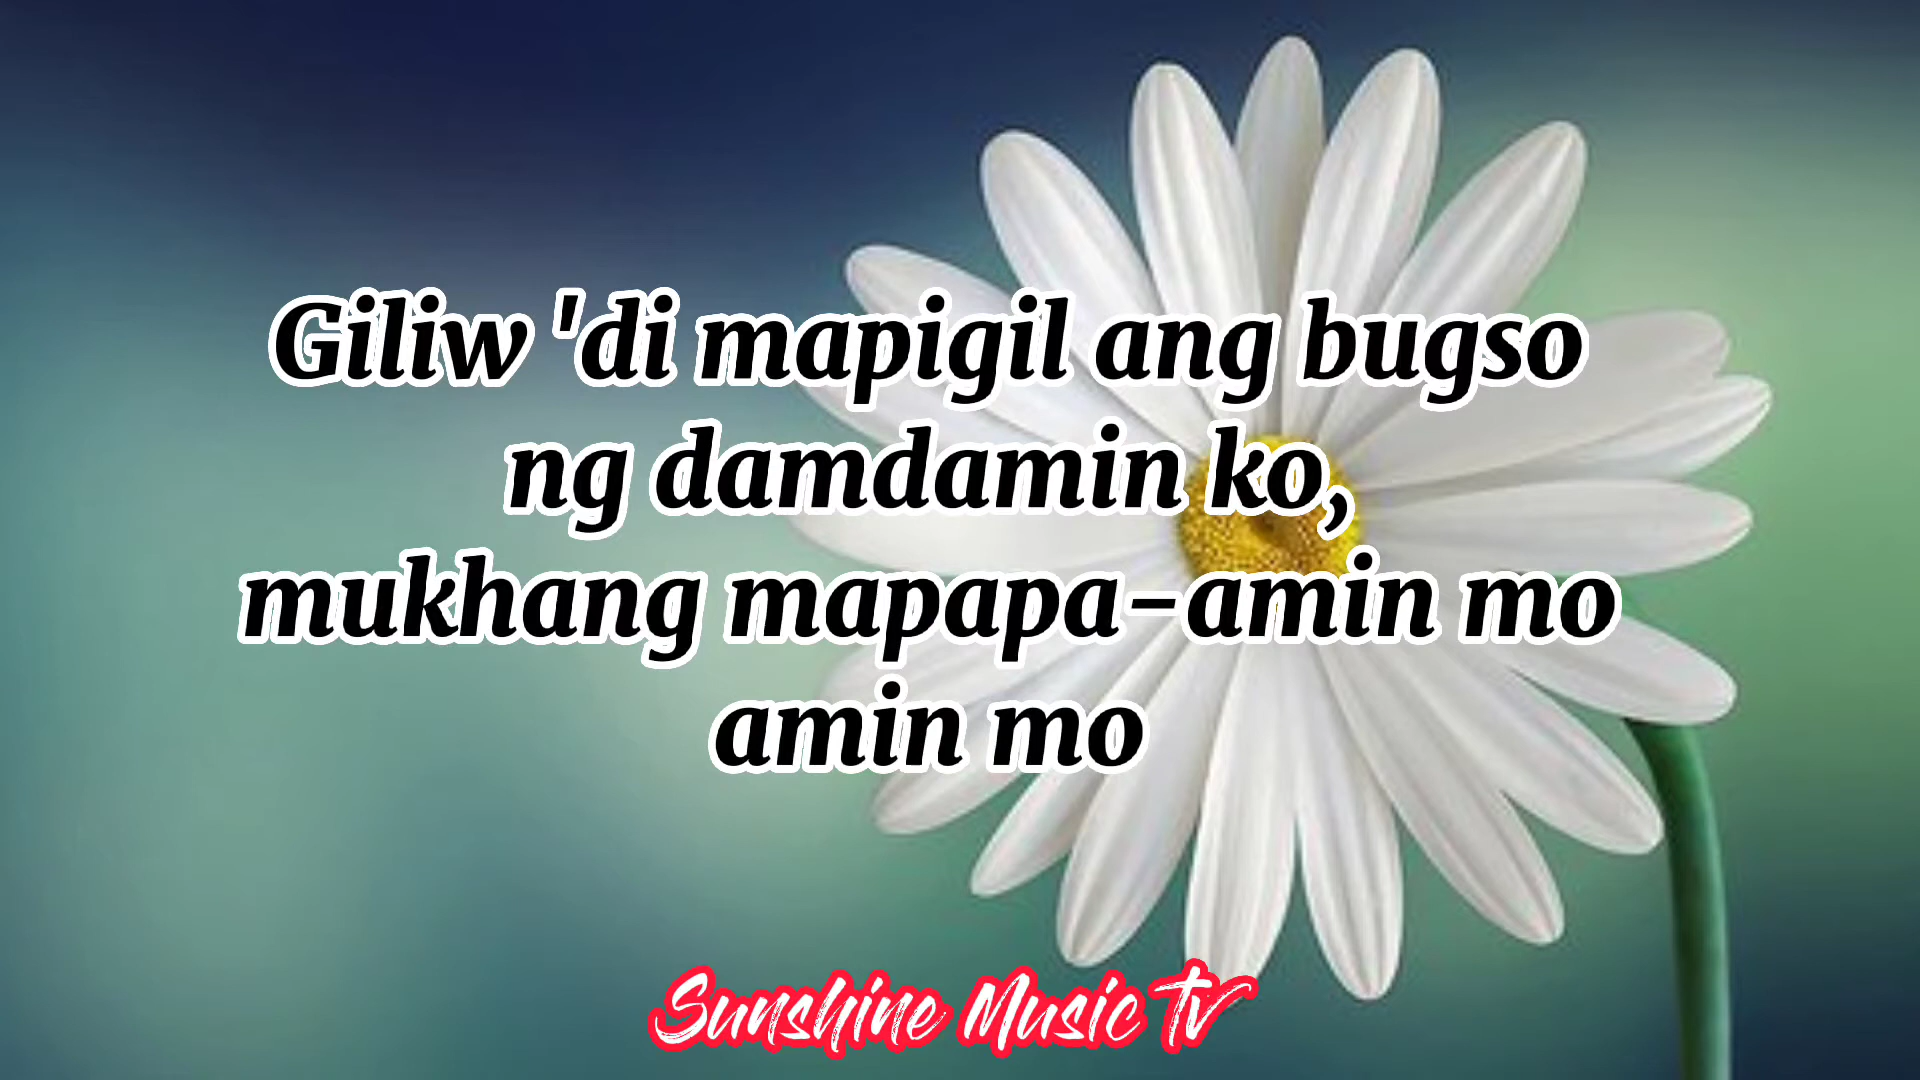 Giliw 'di mapigil ang bugso
ng damdamin ko,
mukhang mapapa-amin mo
amin mo
Sunshine Music Tv